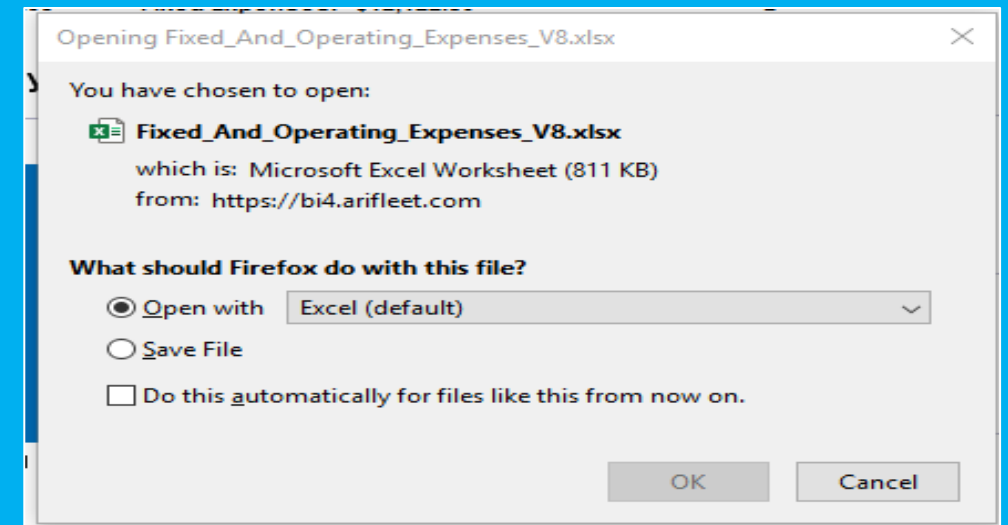 Opening Fixed_And_Operating_Expenses_V8.xlsx
You have chosen to open:
Fixed_And_Operating_Expenses_V8.xlsx
which is: Microsoft Excel Worksheet (811 KB)
from: https://bi4.arifleet.com
What should Firefox do with this file?
Open with Excel (default)
Save File
Do this automatically for files like this from now on.
OK Cancel